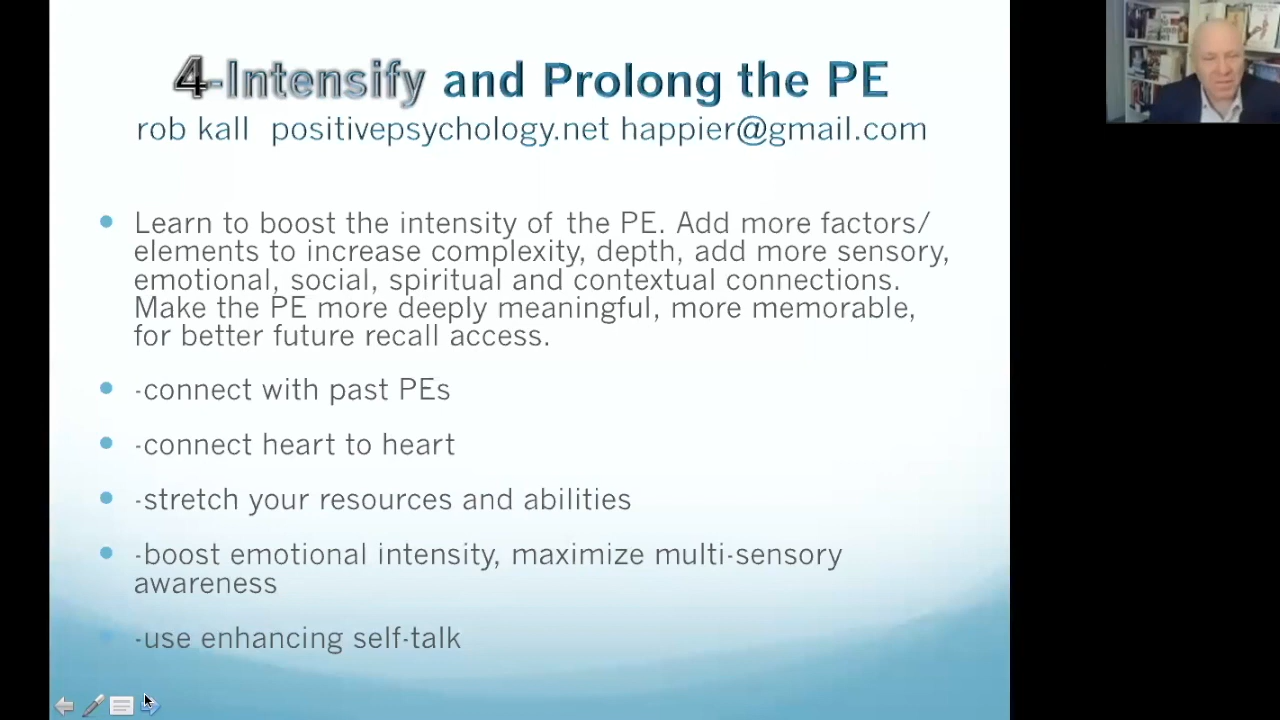 4-Intensify and Prolong the PE
rob kall positivepsychology.net happier@gmail.com
Learn to boost the intensity of the PE. Add more factors/
elements to increase complexity, depth, add more sensory,
emotional, social, spiritual and contextual connections.
Make the PE more deeply meaningful, more memorable,
for better future recall access.
-connect with past PEs
-connect heart to heart
-stretch your resources and abilities
-boost emotional intensity, maximize multi-sensory
awareness
-use enhancing self-talk